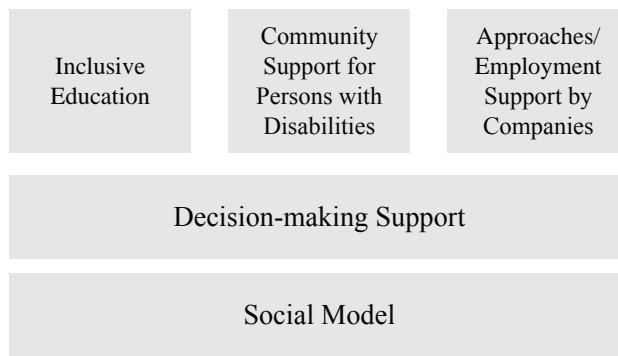 Inclusive
Education
Community
Support for
Persons with
Disabilities
Approaches/
Employment
Support by
Companies
Decision-making Support
Social Model